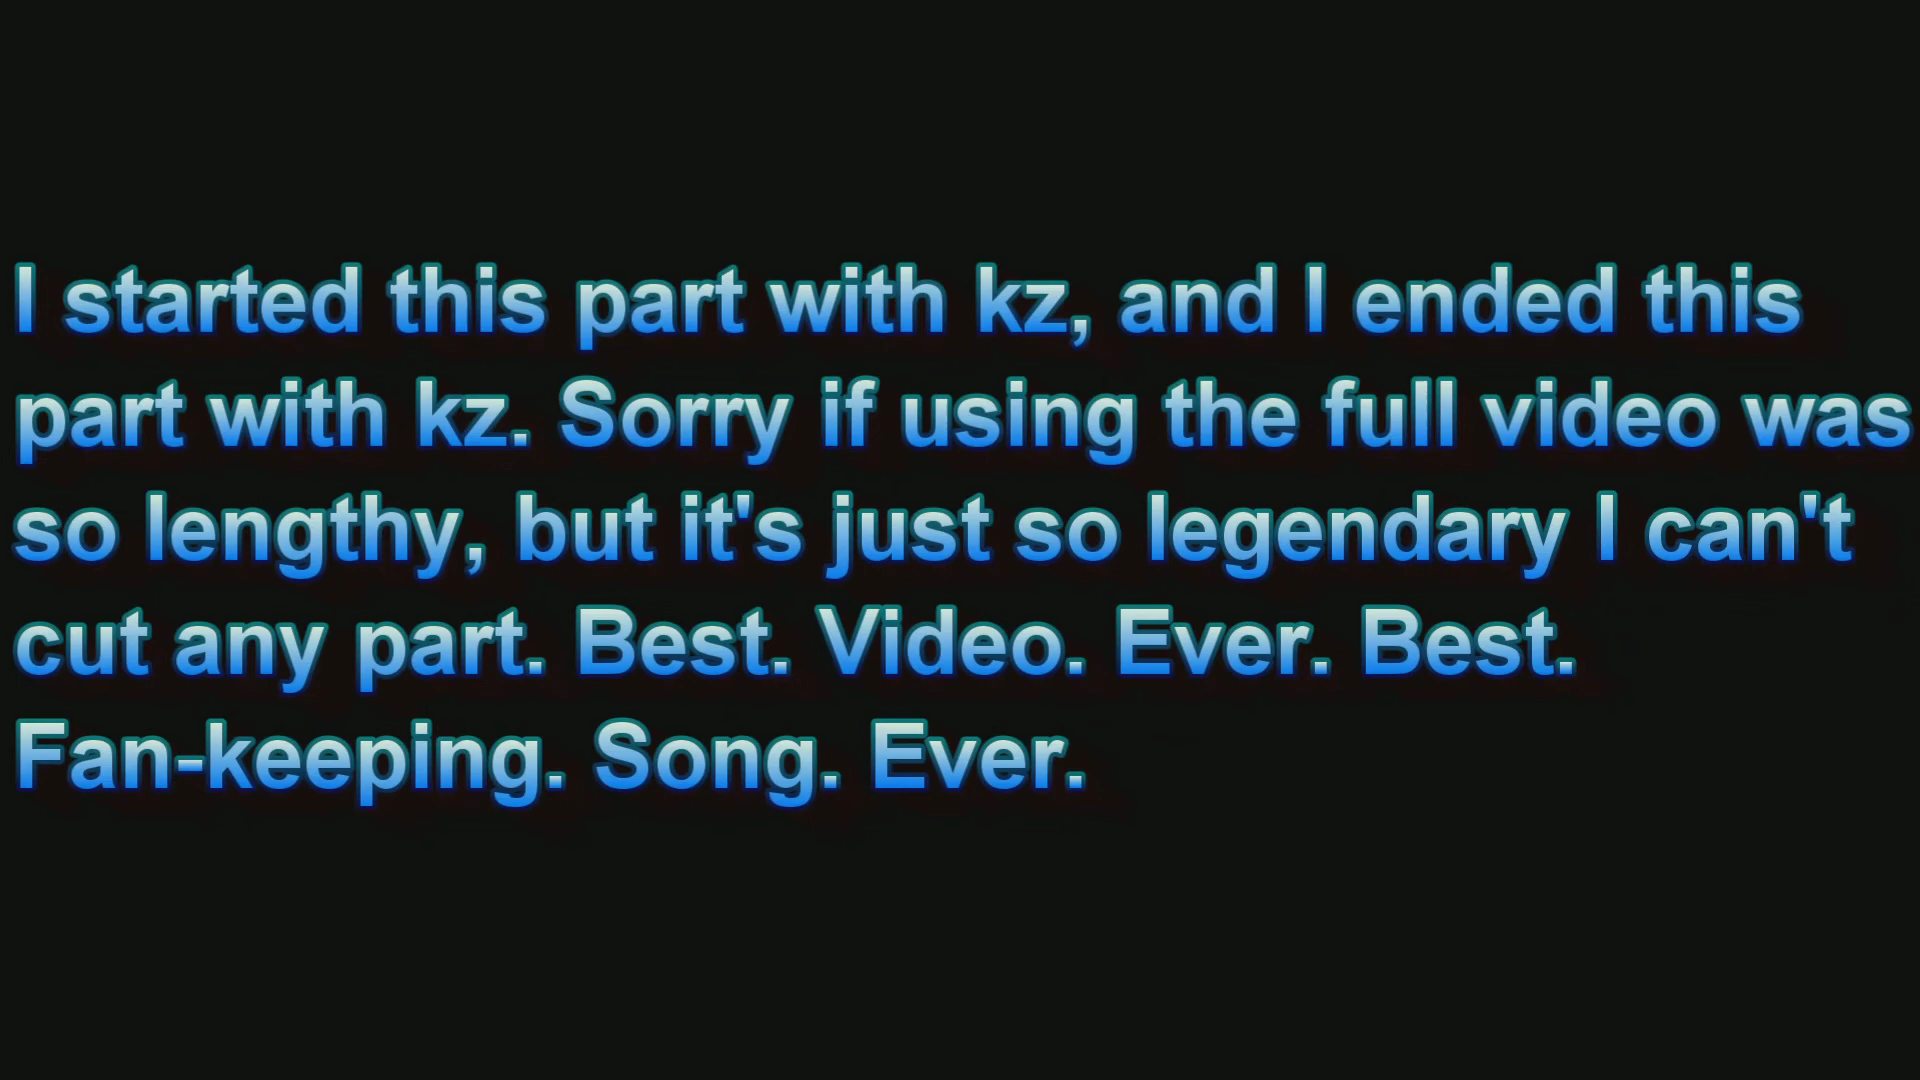 I started this part with kz, and I ended this
part with kz. Sorry if using the full video was
so lengthy, but it's just so legendary I can't
cut any part. Best. Video. Ever. Best.
Fan-keeping. Song. Ever.